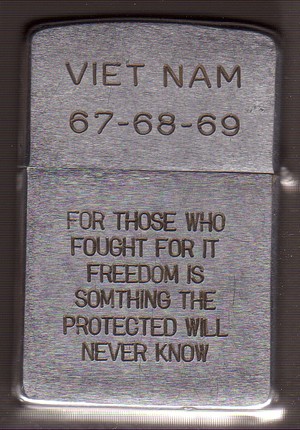 VIET NAM
67-68-69
FOR THOSE WHO
FOUGHT FOR IT
FREEDOM IS
SOMTHING THE
PROTECTED WILL
NEVER KNOW